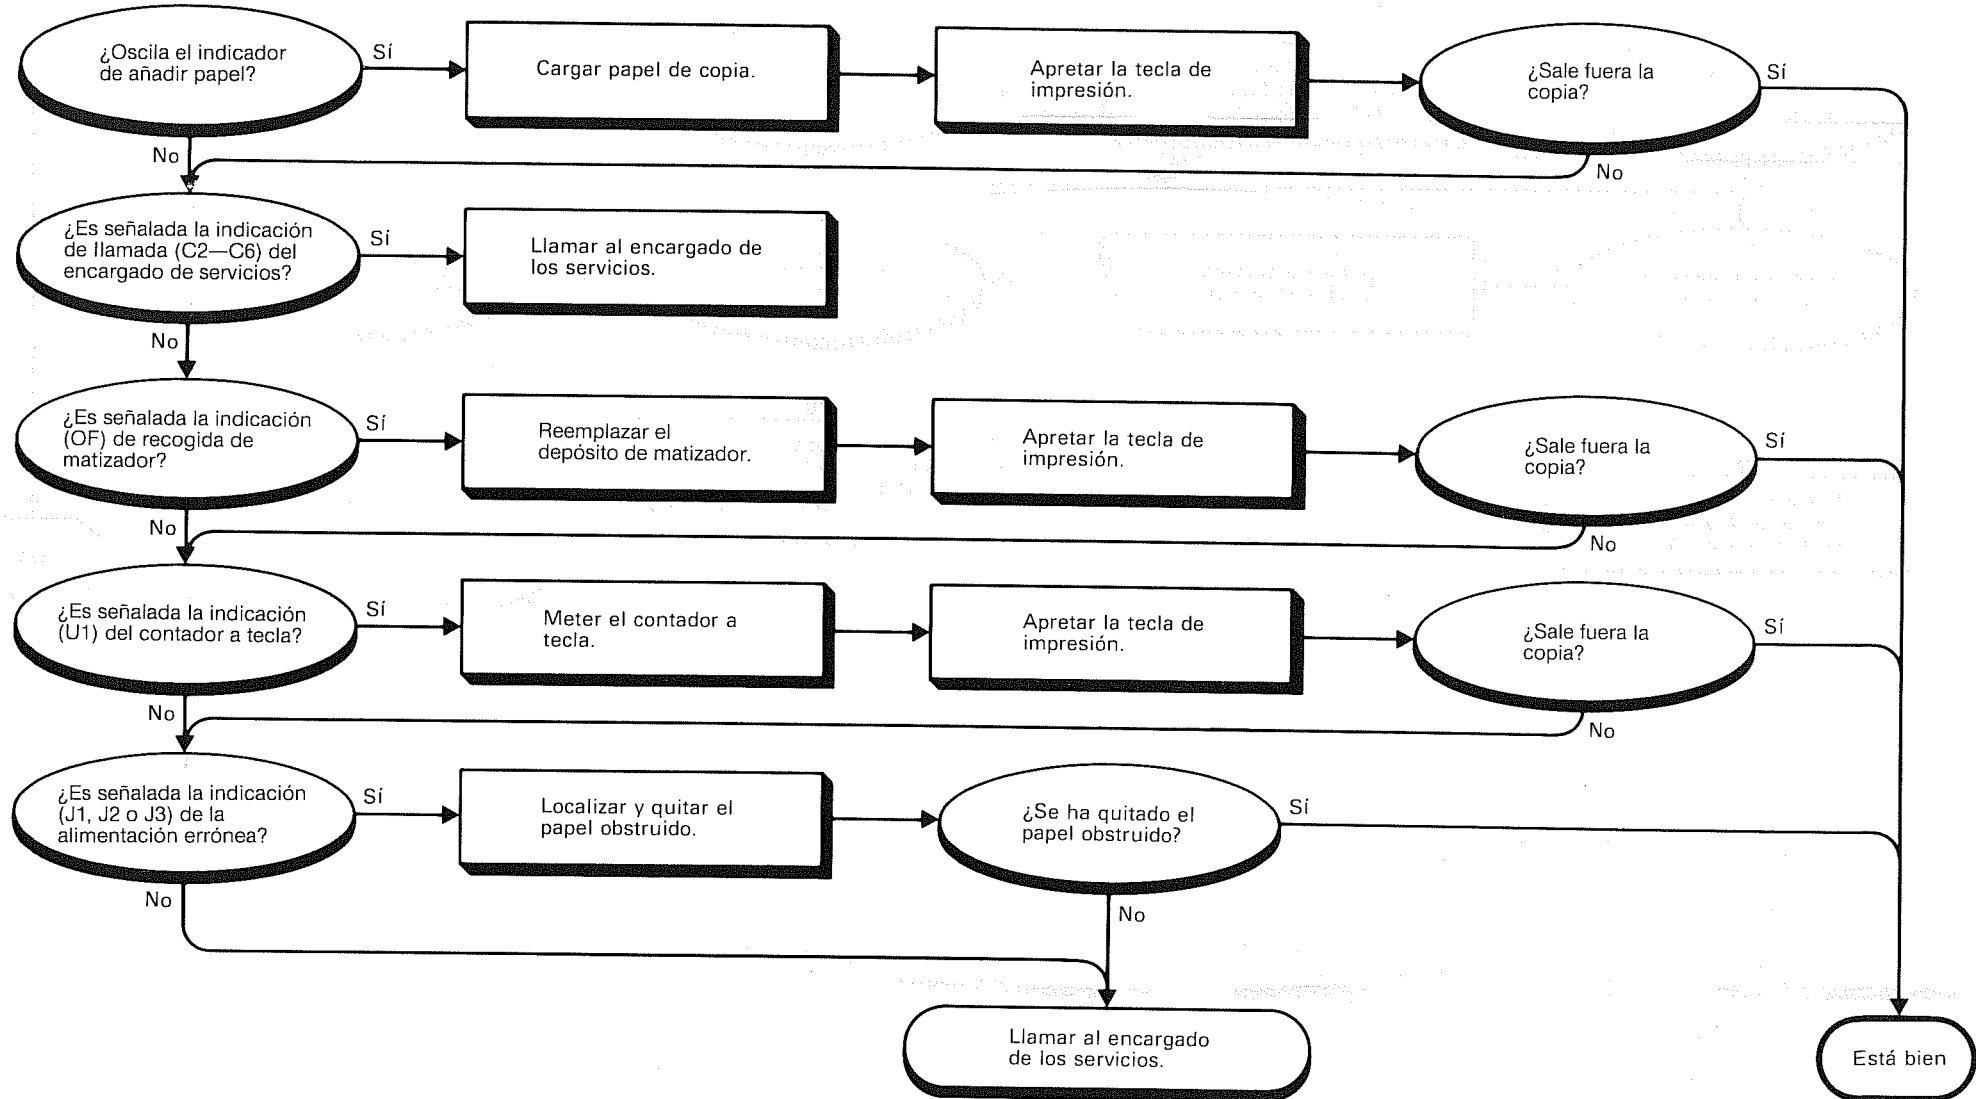 ¿Oscila el indicador
de añadir papel?
Sí
Cargar papel de copia.
Apretar la tecla de
impresión.
¿Sale fuera la
copia?
Sí
No
No
¿Es señalada la indicación
de llamada (C2—C6) del
encargado de servicios?
Sí
Llamar al encargado de
los servicios.
No
¿Es señalada la indicación
(OF) de recogida de
matizador?
Sí
Reemplazar el
depósito de matizador.
Apretar la tecla de
impresión.
¿Sale fuera la
copia?
Sí
No
No
¿Es señalada la indicación
(U1) del contador a tecla?
Sí
Meter el contador a
tecla.
Apretar la tecla de
impresión.
¿Sale fuera la
copia?
Sí
No
No
¿Es señalada la indicación
(J1, J2 o J3) de la
alimentación errónea?
Sí
Localizar y quitar el
papel obstruido.
¿Se ha quitado el
papel obstruido?
Sí
No
No
Llamar al encargado
de los servicios.
Está bien